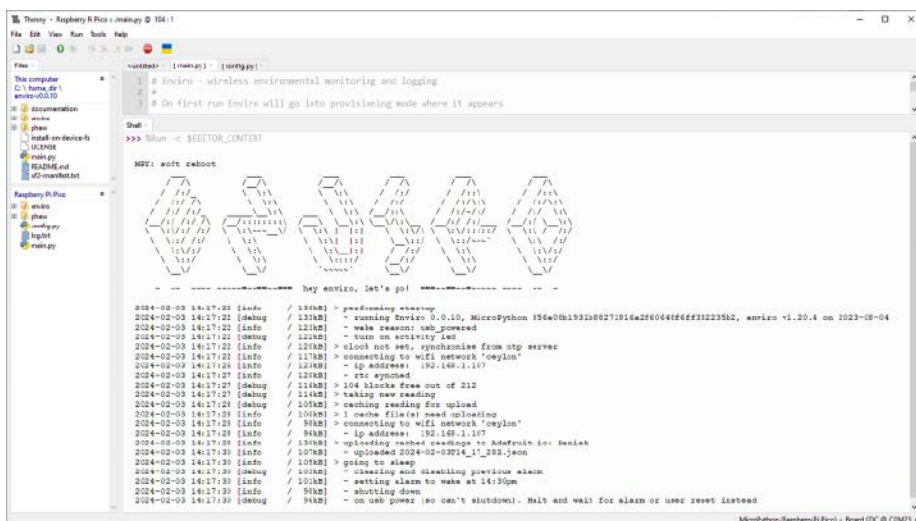 Thonny - Raspberry Pi Pico :: /main.py @ 104 : 1
File Edit View Run Tools Help
Files
This computer
C: \ home_dir \
enviro-v0.0.10
documentation
enviro
phew
install-on-device-fs
LICENSE
main.py
README.md
uf2-manifest.txt
Raspberry Pi Pico
enviro
phew
config.py
log.txt
main.py
<untitled> [ main.py ] [ config.py ]
1 # Enviro - wireless environmental monitoring and logging
2 #
3 # On first run Enviro will go into provisioning mode where it appears
Shell
>>> %Run -c $EDITOR_CONTENT
MPY: soft reboot
hey enviro, let's go!
2024-02-03 14:17:22 [info / 130kB] > performing startup
2024-02-03 14:17:22 [debug / 133kB] - running Enviro 0.0.10, MicroPython enviro v1.20.4 on 2023-08-04
2024-02-03 14:17:22 [info / 123kB] - wake reason: usb_powered
2024-02-03 14:17:22 [debug / 122kB] - turn on activity led
2024-02-03 14:17:22 [info / 120kB] > clock not set, synchronise from ntp server
2024-02-03 14:17:22 [info / 117kB] > connecting to wifi network 'ceylon'
2024-02-03 14:17:26 [info / 123kB] - ip address: 192.168.1.107
2024-02-03 14:17:27 [info / 120kB] - rtc synched
2024-02-03 14:17:27 [debug / 116kB] > 104 blocks free out of 212
2024-02-03 14:17:27 [debug / 114kB] > taking new reading
2024-02-03 14:17:28 [debug / 105kB] > caching reading for upload
2024-02-03 14:17:28 [info / 100kB] > 1 cache file(s) need uploading
2024-02-03 14:17:28 [info / 98kB] > connecting to wifi network 'ceylon'
2024-02-03 14:17:28 [info / 96kB] - ip address: 192.168.1.107
2024-02-03 14:17:28 [info / 130kB] > uploading cached readings to Adafruit.io:
2024-02-03 14:17:30 [info / 107kB] - uploaded 2024-02-03T14_17_28Z.json
2024-02-03 14:17:30 [info / 105kB] > going to sleep
2024-02-03 14:17:30 [debug / 103kB] - clearing and disabling previous alarm
2024-02-03 14:17:30 [info / 101kB] - setting alarm to wake at 14:30pm
2024-02-03 14:17:30 [info / 98kB] - shutting down
2024-02-03 14:17:30 [debug / 96kB] - on usb power (so can't shutdown). Halt and wait for alarm or user reset instead
MicroPython (Raspberry Pi Pico) • Board CDC @ COM23